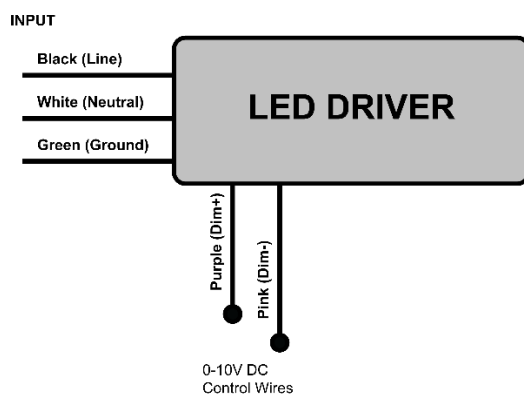 INPUT
Black (Line)
White (Neutral)
Green (Ground)
LED DRIVER
Purple (Dim+)
Pink (Dim-)
0-10V DC
Control Wires